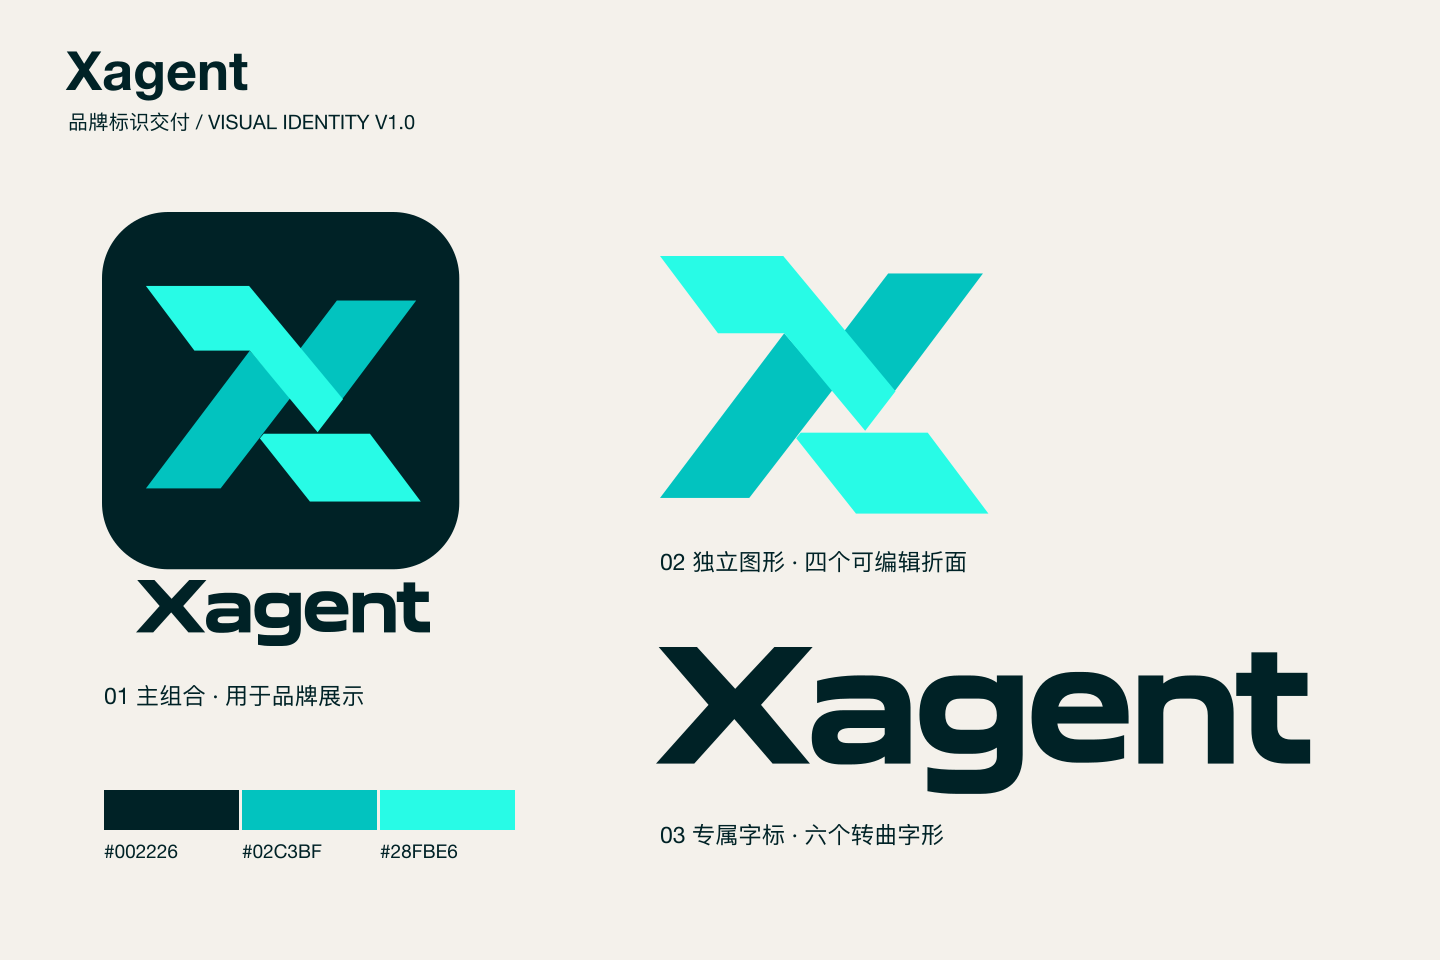 Xagent
品牌标识交付 / VISUAL IDENTITY V1.0
Xagent
01 主组合 · 用于品牌展示
#002226
#02C3BF
#28FBE6
02 独立图形 · 四个可编辑折面
Xagent
03 专属字标 · 六个转曲字形